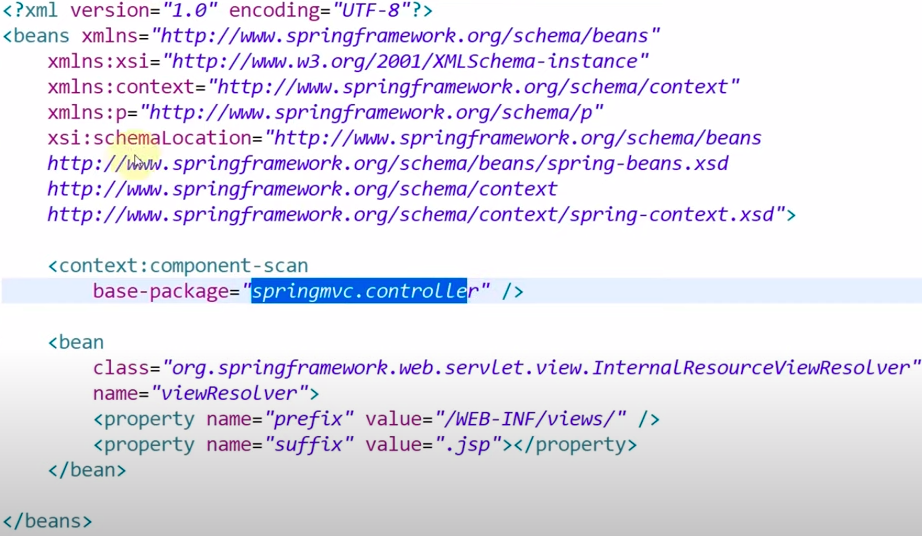 <?xml version="1.0" encoding="UTF-8"?>
<beans xmlns="http://www.springframework.org/schema/beans"
xmlns:xsi="http://www.w3.org/2001/XMLSchema-instance"
xmlns:context="http://www.springframework.org/schema/context"
xmlns:p="http://www.springframework.org/schema/p"
xsi:schemaLocation="http://www.springframework.org/schema/beans
http://www.springframework.org/schema/beans/spring-beans.xsd
http://www.springframework.org/schema/context
http://www.springframework.org/schema/context/spring-context.xsd">
<context:component-scan
base-package="springmvc.controller" />
<bean
class="org.springframework.web.servlet.view.InternalResourceViewResolver"
name="viewResolver">
<property name="prefix" value="/WEB-INF/views/" />
<property name="suffix" value=".jsp"></property>
</bean>
</beans>